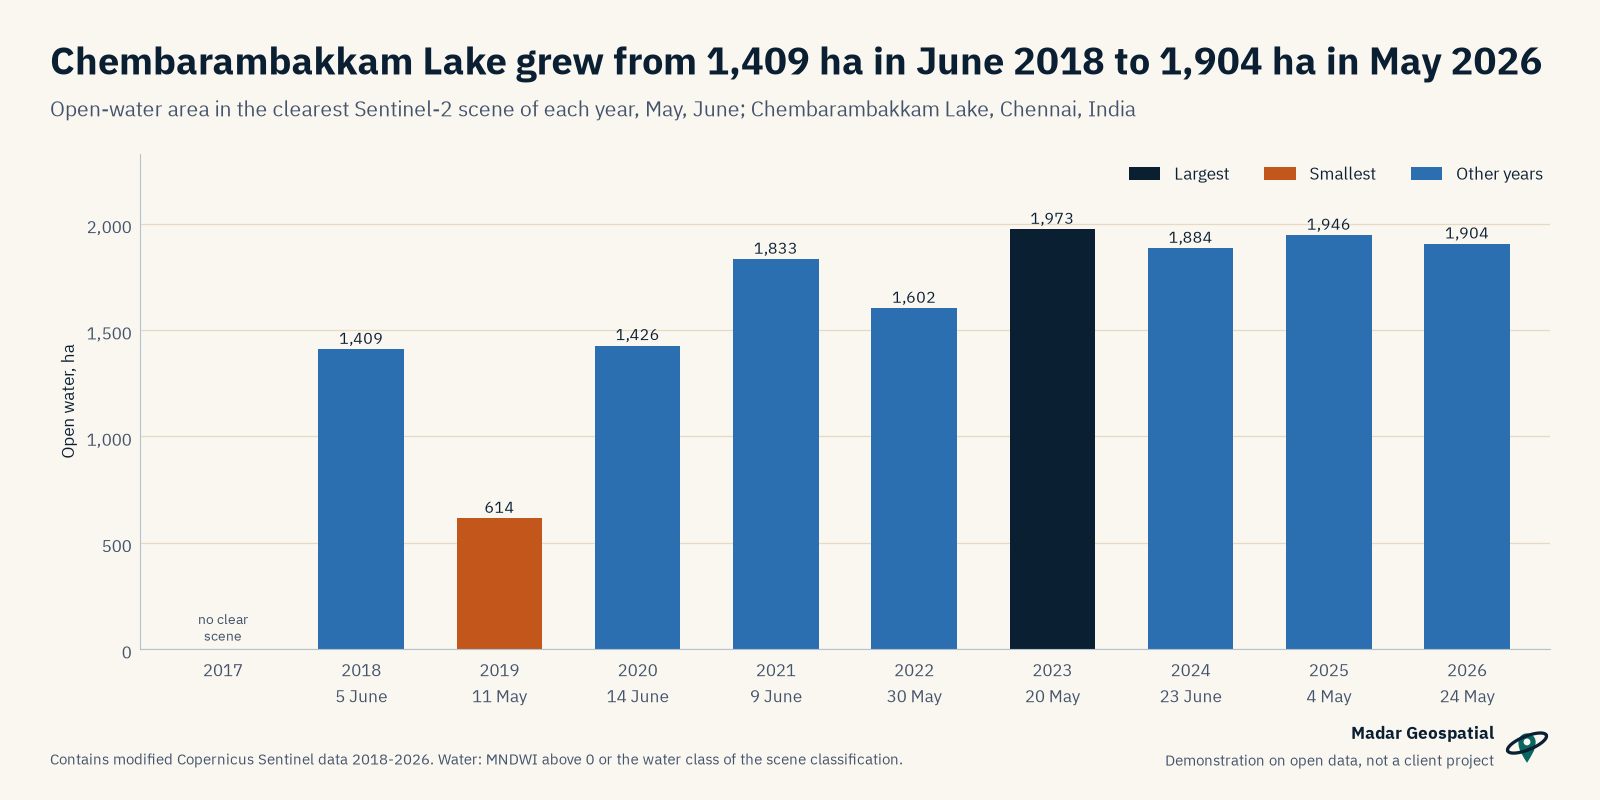 Chembarambakkam Lake grew from 1,409 ha in June 2018 to 1,904 ha in May 2026
Open-water area in the clearest Sentinel-2 scene of each year, May, June; Chembarambakkam Lake, Chennai, India
Largest
Smallest
Other years
Open water, ha
2,000
1,500
1,000
500
0
no clear
scene
1,409
614
1,426
1,833
1,602
1,973
1,884
1,946
1,904
2017
2018
5 June
2019
11 May
2020
14 June
2021
9 June
2022
30 May
2023
20 May
2024
23 June
2025
4 May
2026
24 May
Contains modified Copernicus Sentinel data 2018-2026. Water: MNDWI above 0 or the water class of the scene classification.
Madar Geospatial
Demonstration on open data, not a client project